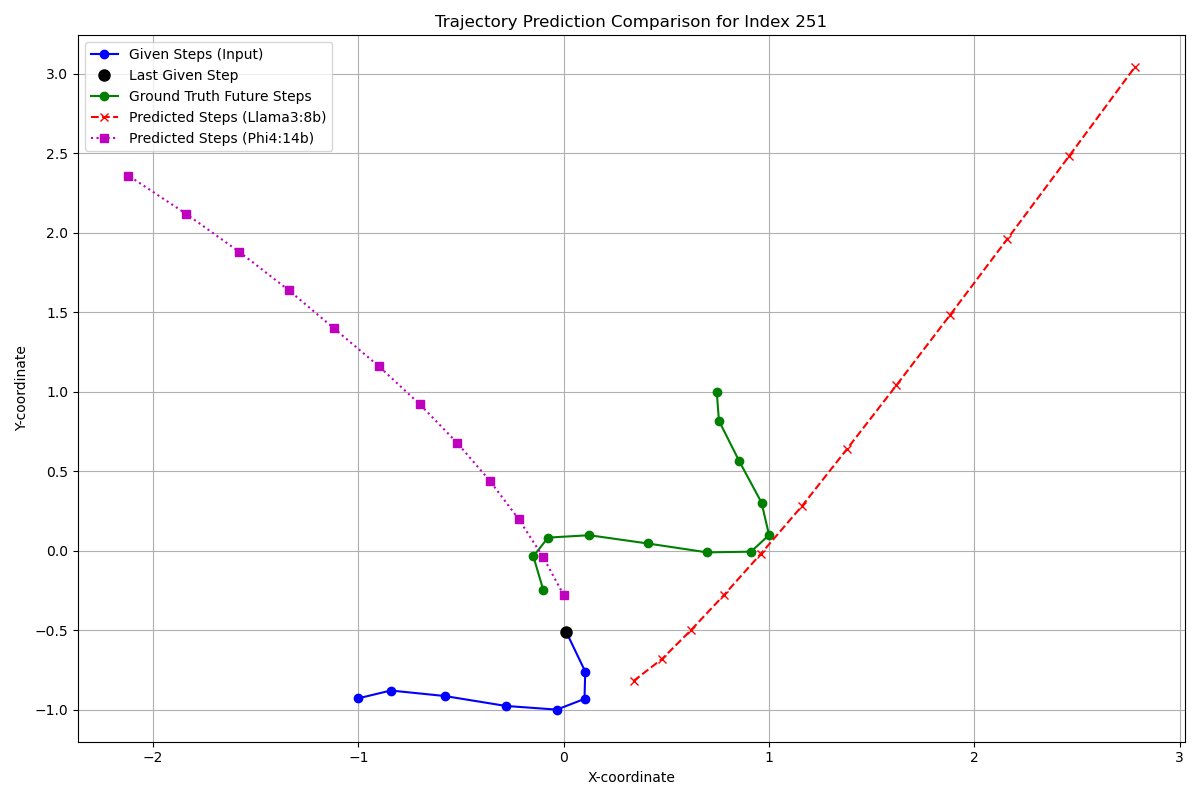 Trajectory Prediction Comparison for Index 251
Given Steps (Input)
Last Given Step
Ground Truth Future Steps
Predicted Steps (Llama3:8b)
Predicted Steps (Phi4:14b)
Y-coordinate
3.0
2.5
2.0
1.5
1.0
0.5
0.0
−0.5
−1.0
−2 −1 0 1 2 3
X-coordinate